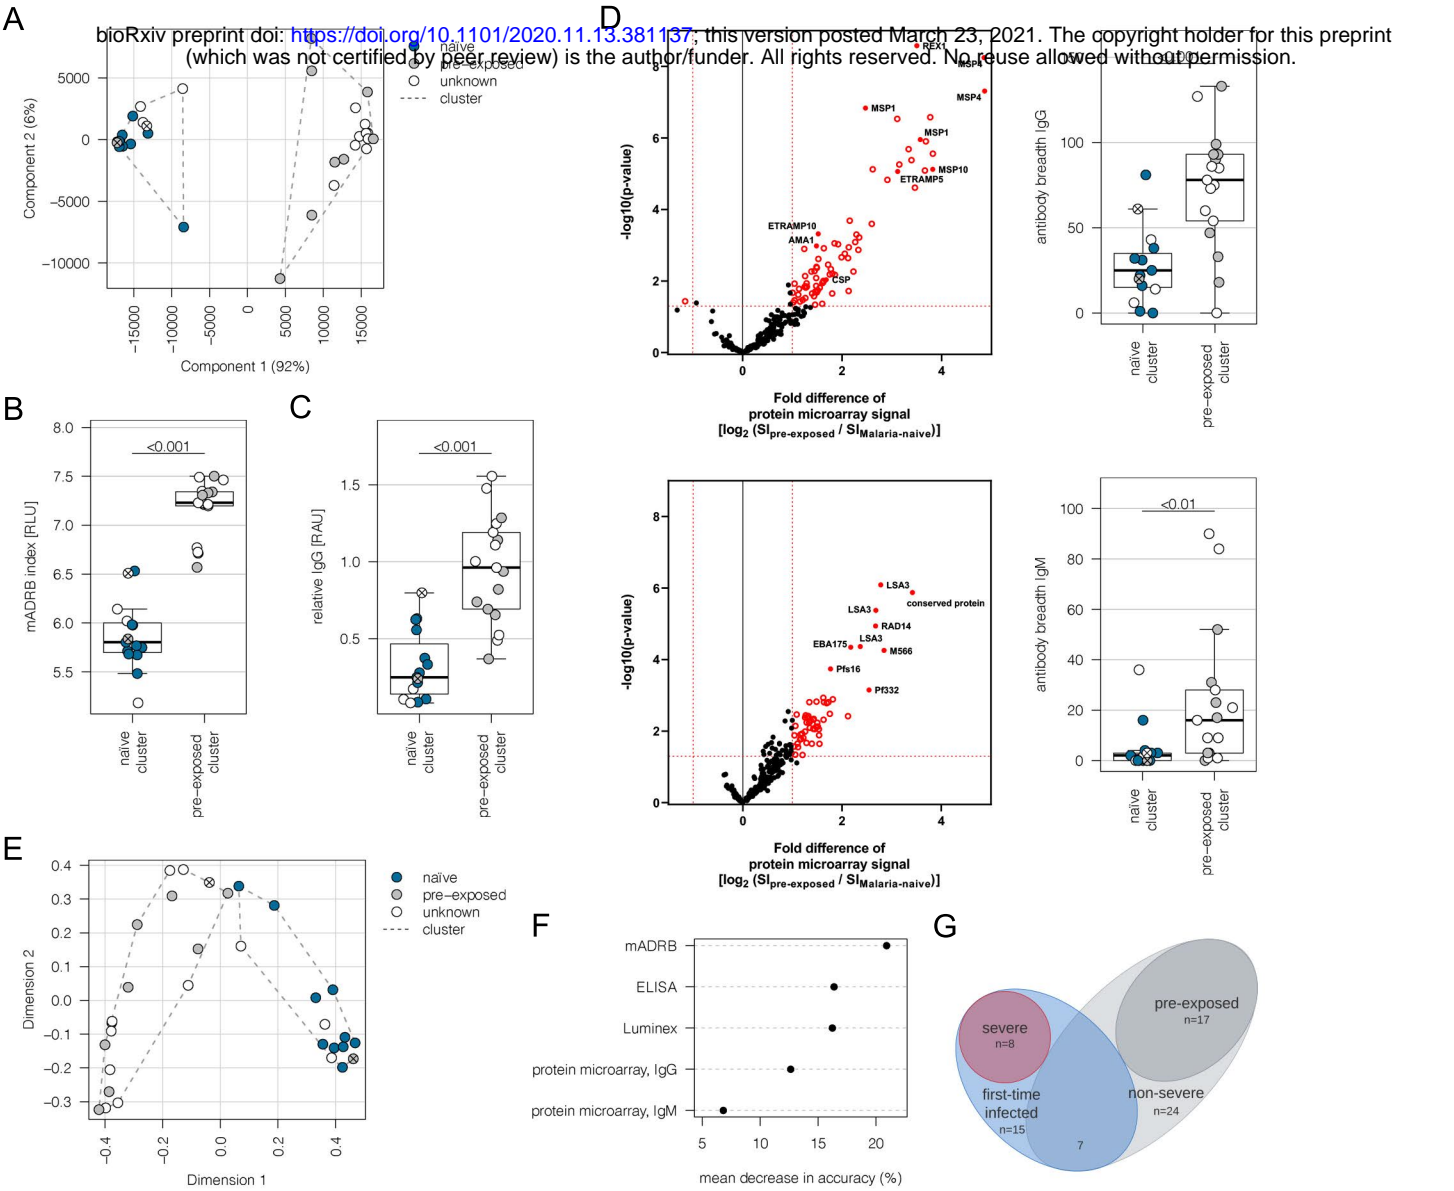 A
D
bioRxiv preprint doi: https://doi.org/10.1101/2020.11.13.381137; this version posted March 23, 2021. The copyright holder for this preprint
(which was not certified by peer review) is the author/funder. All rights reserved. No reuse allowed without permission.
naïve
pre-exposed
unknown
cluster
5000
0
−5000
−10000
Component 2 (6%)
−15000
−10000
−5000
0
5000
10000
15000
Component 1 (92%)
8
6
4
2
0
-log10(p-value)
REX1
MSP4
MSP4
MSP1
MSP1
MSP10
ETRAMP5
ETRAMP10
AMA1
CSP
0
2
4
Fold difference of
protein microarray signal
[log2 (SIpre-exposed / SIMalaria-naive)]
<0.001
150
100
50
0
antibody breadth IgG
naïve
cluster
pre−exposed
cluster
B
8.0
7.5
7.0
6.5
6.0
5.5
mADRB index [RLU]
<0.001
naïve
cluster
pre−exposed
cluster
C
1.5
1.0
0.5
relative IgG [RAU]
<0.001
naïve
cluster
pre−exposed
cluster
8
6
4
2
0
-log10(p-value)
LSA3
conserved protein
LSA3
RAD14
LSA3
EBA175
M566
Pfs16
Pf332
0
2
4
Fold difference of
protein microarray signal
[log2 (SIpre-exposed / SIMalaria-naive)]
<0.01
100
80
60
40
20
0
antibody breadth IgM
naïve
cluster
pre−exposed
cluster
E
0.4
0.3
0.2
0.1
0.0
−0.1
−0.2
−0.3
Dimension 2
−0.4
−0.2
0.0
0.2
0.4
Dimension 1
naïve
pre−exposed
unknown
cluster
F
mADRB
ELISA
Luminex
protein microarray, IgG
protein microarray, IgM
5
10
15
20
mean decrease in accuracy (%)
G
pre-exposed
n=17
severe
n=8
first-time
infected
n=15
non-severe
n=24
7